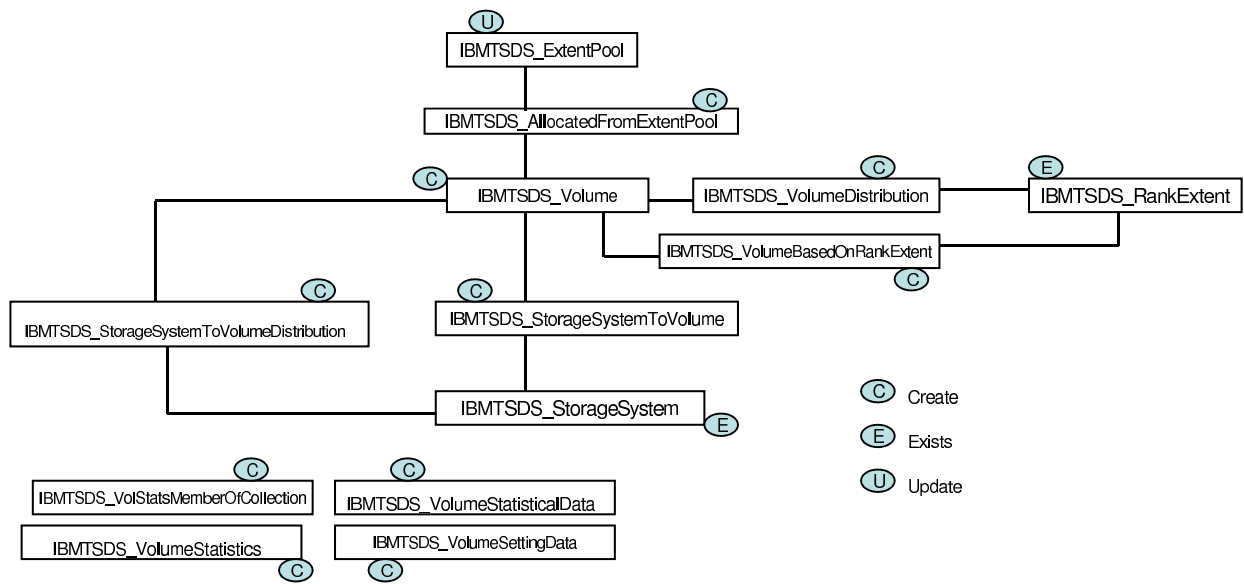 U
IBMTSDS_ExtentPool
C
IBMTSDS_AllocatedFromExtentPool
C
IBMTSDS_Volume
C
IBMTSDS_VolumeDistribution
E
IBMTSDS_RankExtent
IBMTSDS_VolumeBasedOnRankExtent
C
C
IBMTSDS_StorageSystemToVolumeDistribution
C
IBMTSDS_StorageSystemToVolume
IBMTSDS_StorageSystem
E
C Create
E Exists
U Update
C
IBMTSDS_VolStatsMemberOfCollection
C
IBMTSDS_VolumeStatisticalData
IBMTSDS_VolumeStatistics
C
IBMTSDS_VolumeSettingData
C